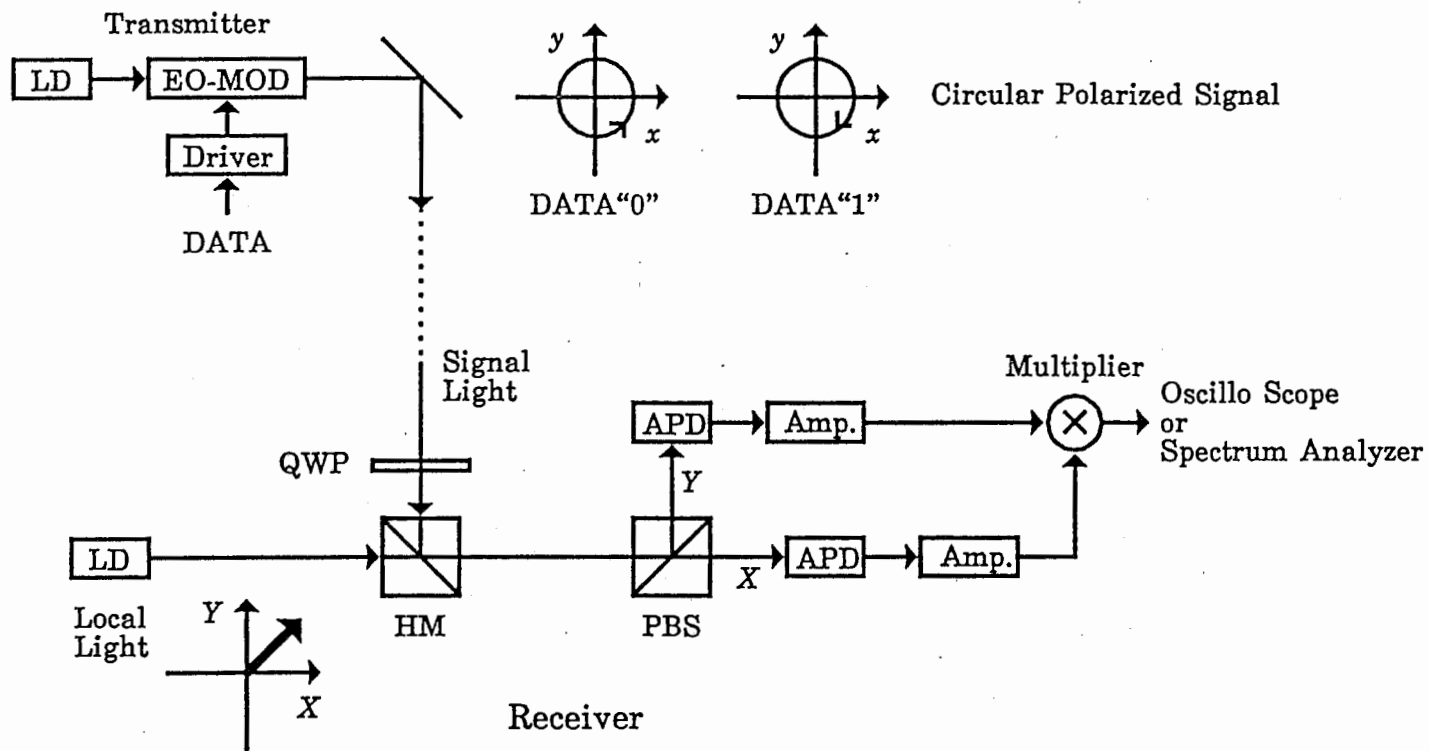 Transmitter
LD
EO-MOD
Driver
DATA
y
x
DATA“0”
y
x
DATA“1”
Circular Polarized Signal
Signal
Light
QWP
LD
Local
Light
Y
X
HM
PBS
Y
X
APD
Amp.
APD
Amp.
Multiplier
Oscillo Scope
or
Spectrum Analyzer
Receiver